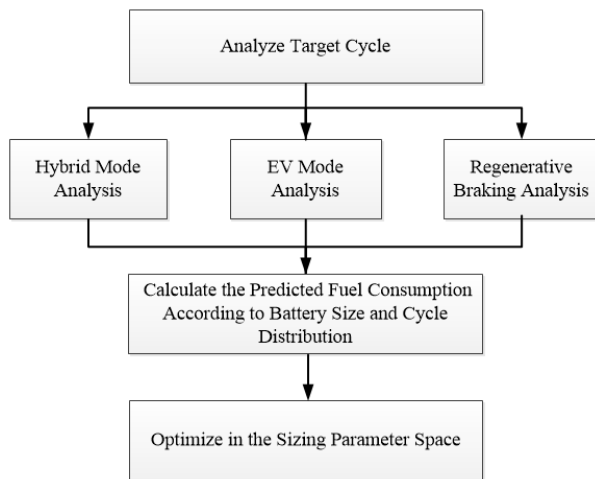 Analyze Target Cycle
Hybrid Mode
Analysis
EV Mode
Analysis
Regenerative
Braking Analysis
Calculate the Predicted Fuel Consumption
According to Battery Size and Cycle
Distribution
Optimize in the Sizing Parameter Space